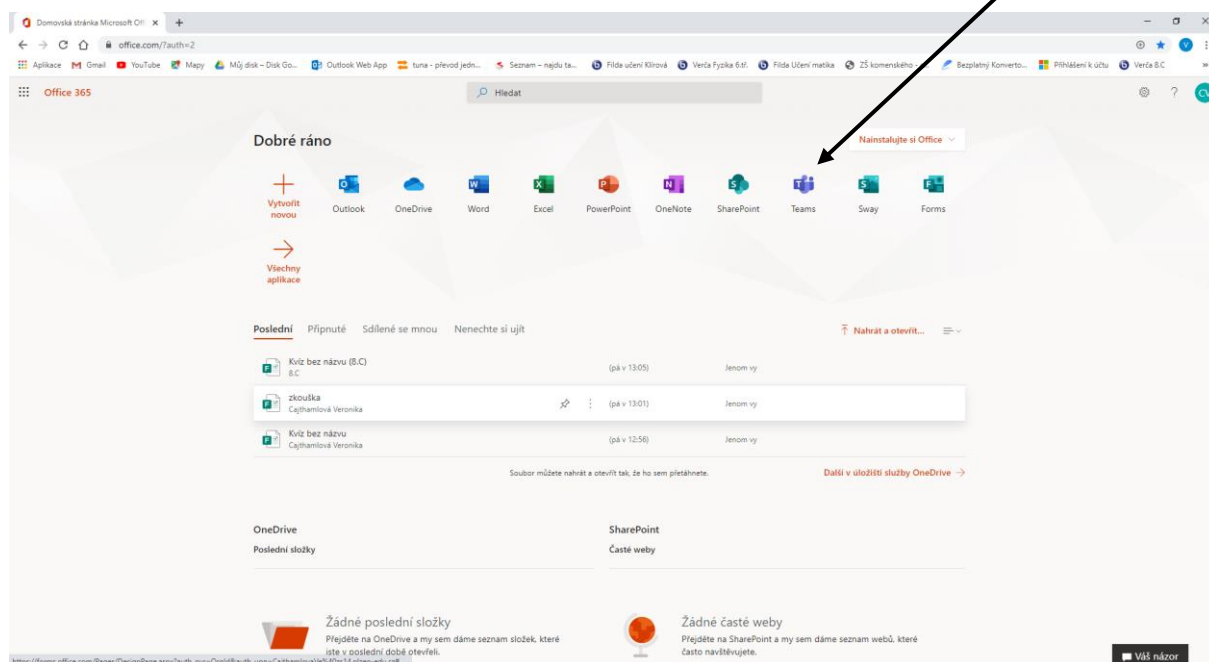 Domovská stránka Microsoft Off
office.com/?auth=2
Aplikace Gmail YouTube Mapy Můj disk – Disk Go... Outlook Web App tuna - převod jedn... Seznam – najdu ta... Filda učení Klírová Verča Fyzika 6.tř. Filda Učení matika ZŠ komenského - Bezplatný Konverto... Přihlášení k účtu Verča 8.C »
Office 365 Hledat ? CV
Dobré ráno Nainstalujte si Office
Vytvořit novou Outlook OneDrive Word Excel PowerPoint OneNote SharePoint Teams Sway Forms
Všechny
aplikace
Poslední Připnuté Sdílené se mnou Nenechte si ujít Nahrát a otevřít...
Kvíz bez názvu (8.C) (pá v 13:05) Jenom vy
8.C
zkouška (pá v 13:01) Jenom vy
Cajthamlová Veronika
Kvíz bez názvu (pá v 12:56) Jenom vy
Cajthamlová Veronika
Soubor můžete nahrát a otevřít tak, že ho sem přetáhnete. Další v úložišti služby OneDrive →
OneDrive SharePoint
Poslední složky Časté weby
Žádné poslední složky Žádné časté weby
Přejděte na OneDrive a my sem dáme seznam složek, které Přejděte na SharePoint a my sem dáme seznam webů, které
jste v poslední době otevřeli. často navštěvujete.
Váš názor